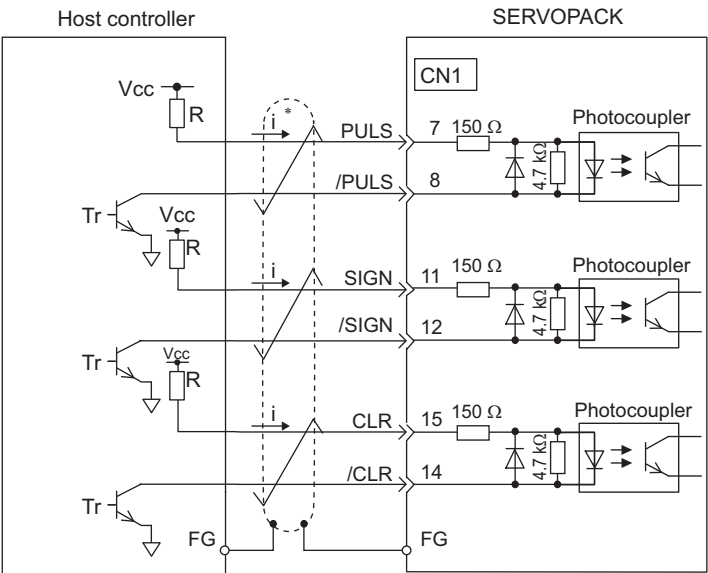 Host controller
SERVOPACK
CN1
Vcc
R
*
i
PULS
7
150 Ω
Photocoupler
4.7 kΩ
/PULS
8
Tr
Vcc
R
i
SIGN
11
150 Ω
Photocoupler
4.7 kΩ
/SIGN
12
Tr
Vcc
R
i
CLR
15
150 Ω
Photocoupler
4.7 kΩ
/CLR
14
Tr
FG
FG